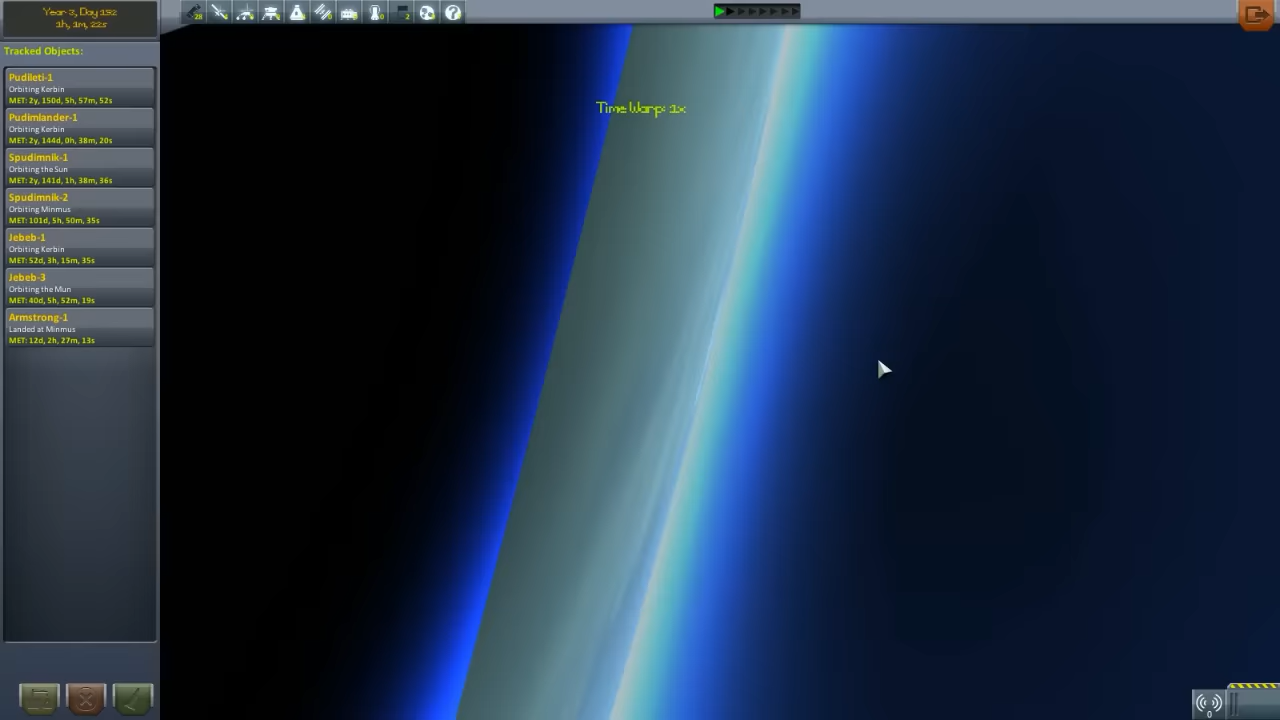 Year 3, Day 192
1h, 1m, 22s
Tracked Objects:
Pudlleti-1
Orbiting Kerbin
MET: 2y, 150d, 5h, 57m, 52s
Pudimlander-1
Orbiting Kerbin
MET: 2y, 144d, 0h, 38m, 20s
Spudimnik-1
Orbiting the Sun
MET: 2y, 141d, 1h, 38m, 36s
Spudimnik-2
Orbiting Minmus
MET: 101d, 5h, 50m, 35s
Jebeb-1
Orbiting Kerbin
MET: 52d, 3h, 15m, 35s
Jebeb-3
Orbiting the Mun
MET: 40d, 5h, 52m, 19s
Armstrong-1
Landed at Minmus
MET: 12d, 2h, 27m, 13s
Time Warp: 1x
0